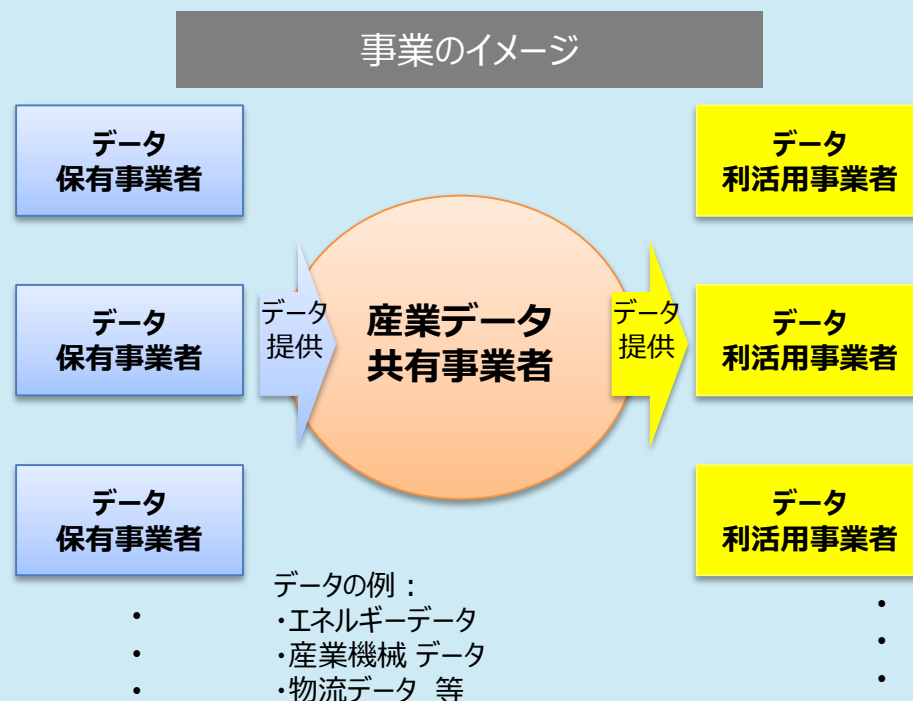 事業のイメージ
データ
保有事業者
データ
保有事業者
データ
保有事業者
・
・
・
データ
提供
産業データ
共有事業者
データ
提供
データ
利活用事業者
データ
利活用事業者
データ
利活用事業者
・
・
・
データの例：
・エネルギーデータ
・産業機械 データ
・物流データ 等